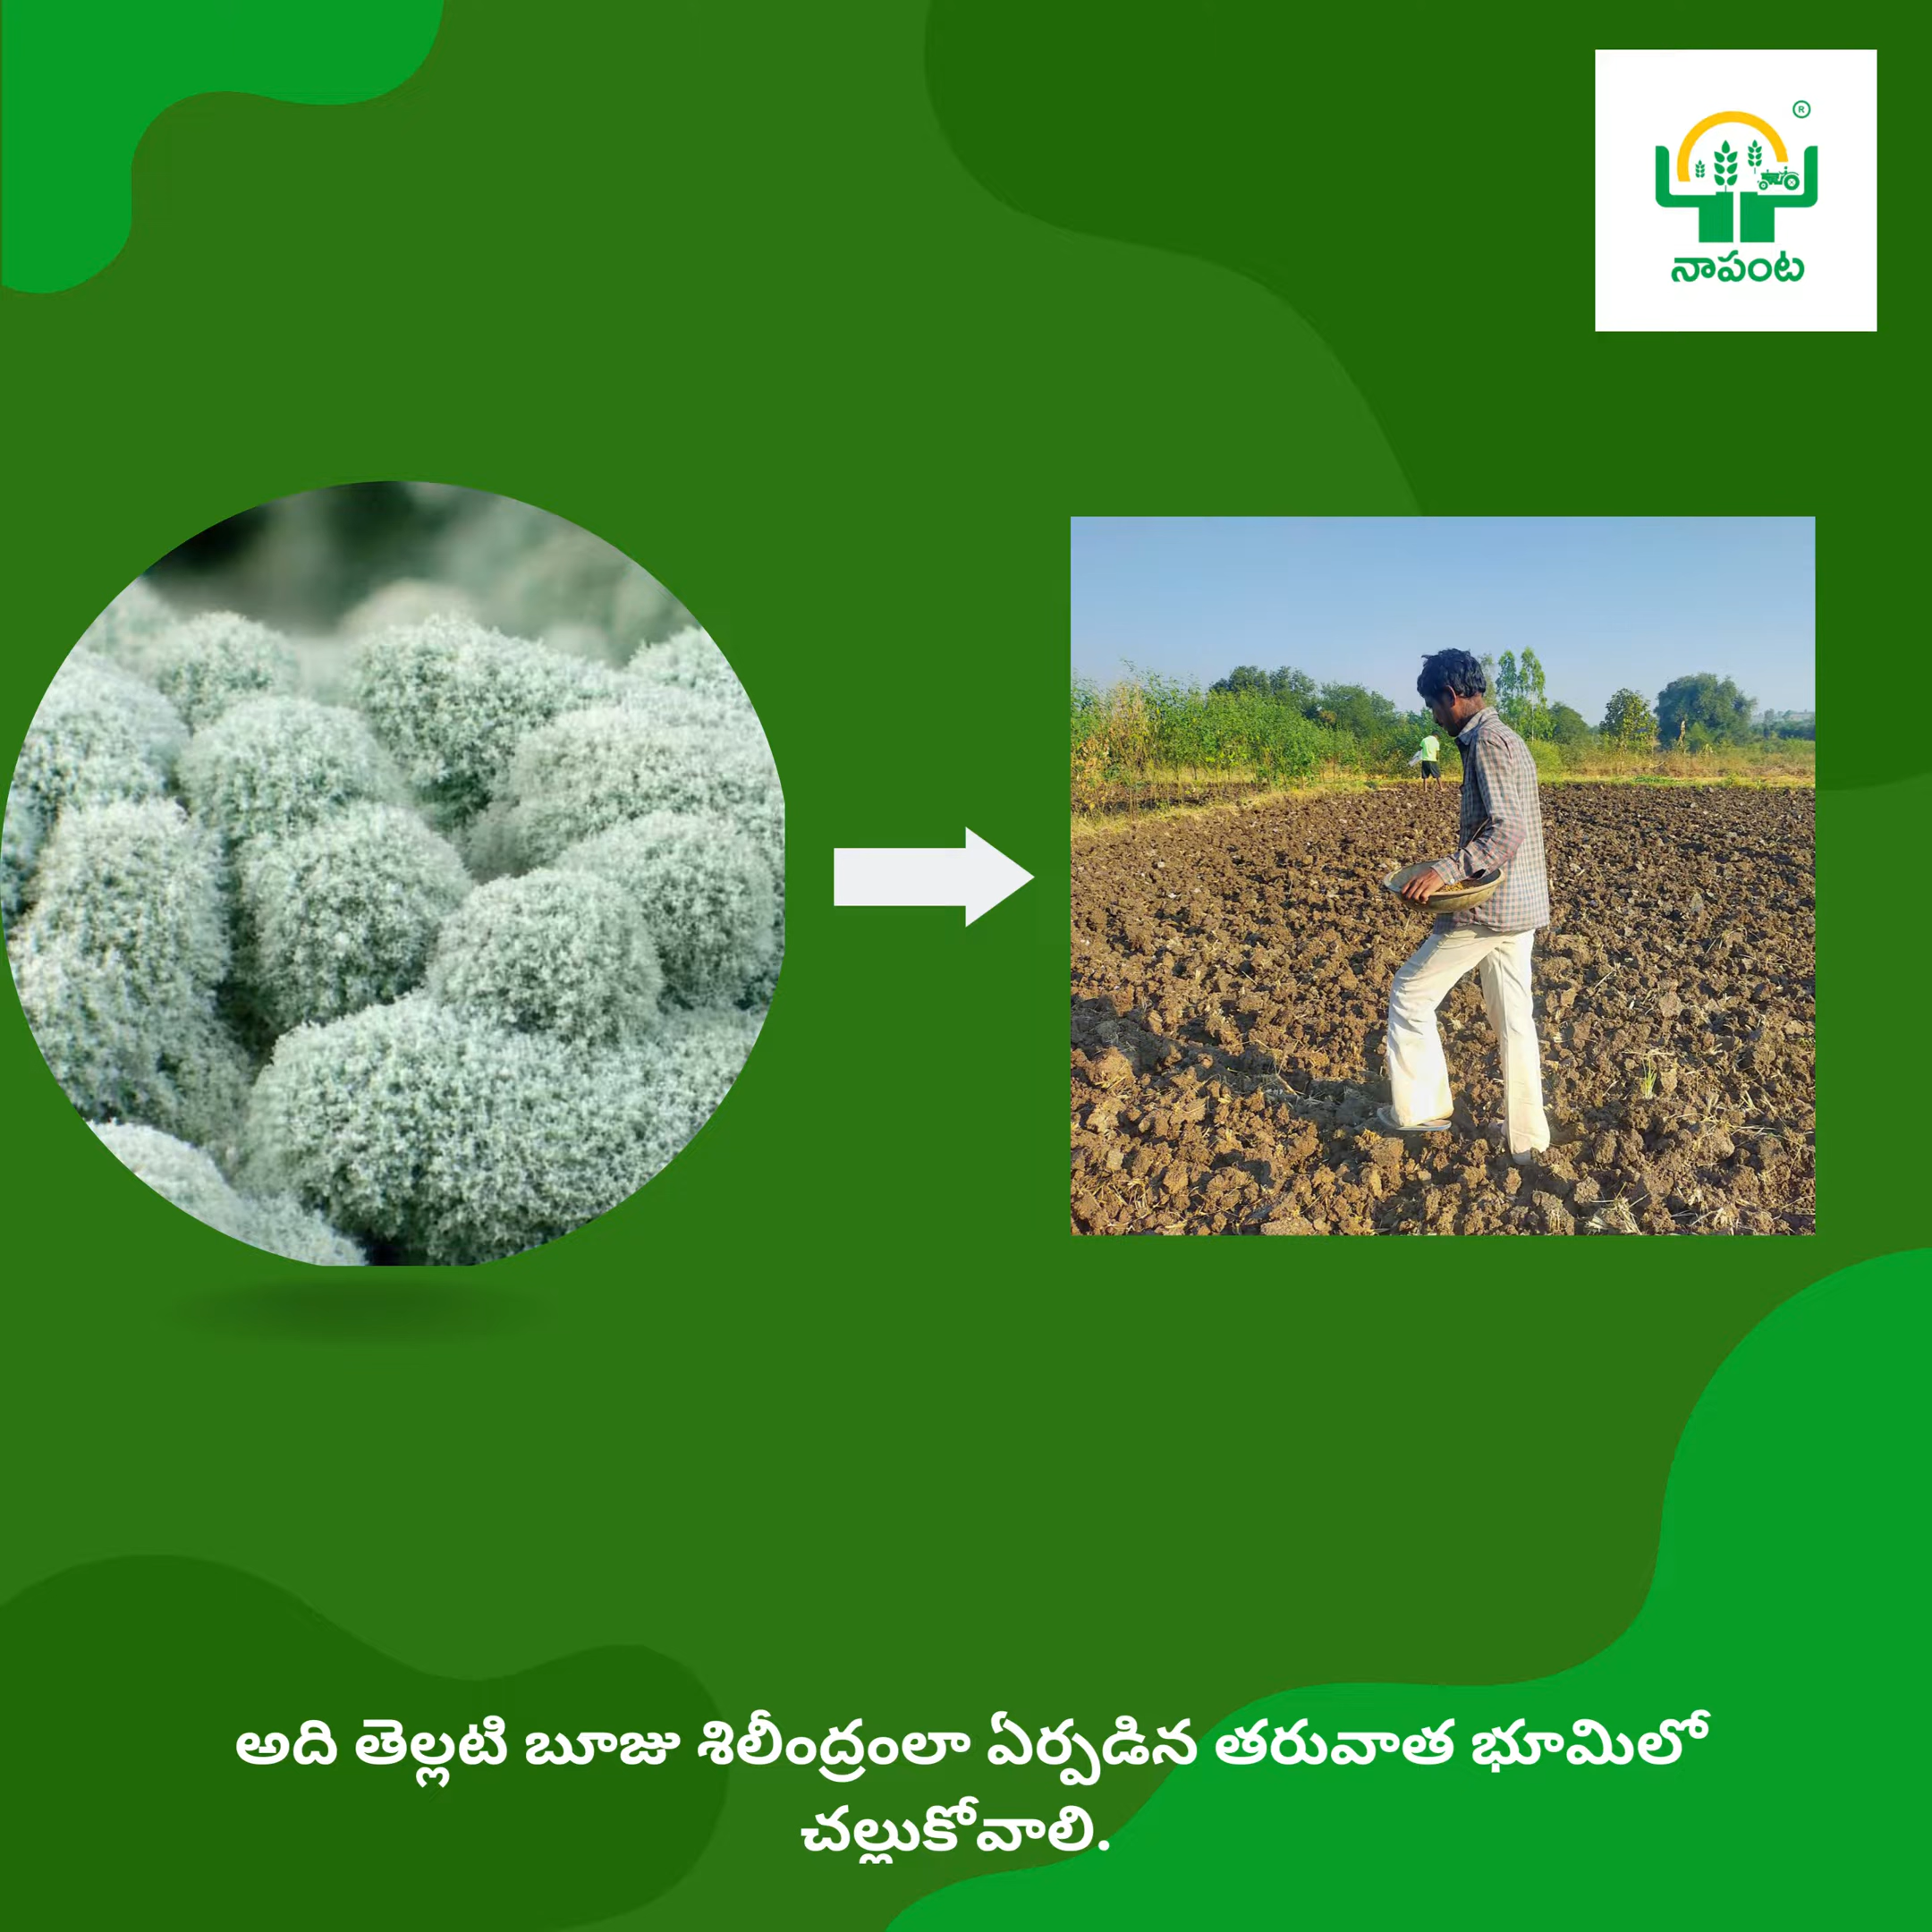 ®
నాపంట
అది తెల్లటి బూజు శిలీంద్రంలా ఏర్పడిన తరువాత భూమిలో
చల్లుకోవాలి.